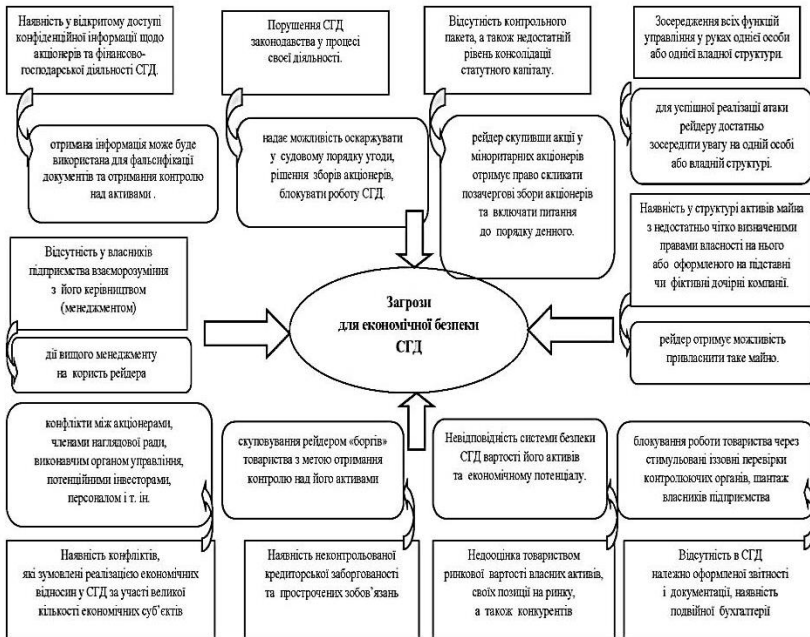 Наявність у відкритому доступі
конфіденційної інформації щодо
акціонерів та фінансово-
господарської діяльності СГД.
отримана інформація може буде
використана для фальсифікації
документів та отримання контролю
над активами .
Порушення СГД
законодавства у процесі
своєї діяльності.
надає можливість оскаржувати
у судовому порядку угоди,
рішення зборів акціонерів,
блокувати роботу СГД.
Відсутність контрольного
пакета, а також недостатній
рівень консолідації
статутного капіталу.
рейдер скупивши акції у
міноритарних акціонерів
отримує право скликати
позачергові збори акціонерів
та включати питання
до порядку денного.
Зосередження всіх функцій
управління у руках однієї особи
або однієї владної структури.
для успішної реалізації атаки
рейдеру достатньо
зосередити увагу на одній особі
або владній структурі.
Відсутність у власників
підприємства взаєморозуміння
з його керівництвом
(менеджментом)
дії вищого менеджменту
на користь рейдера
Загрози
для економічної безпеки
СГД
Наявність у структурі активів майна
з недостатньо чітко визначеними
правами власності на нього
або оформленого на підставні
чи фіктивні дочірні компанії.
рейдер отримує можливість
привласнити таке майно.
конфлікти між акціонерами,
членами наглядової ради,
виконавчим органом управління,
потенційними інвесторами,
персоналом і т. ін.
Наявність конфліктів,
які зумовлені реалізацією економічних
відносин у СГД за участі великої
кількості економічних суб’єктів
скуповування рейдером «боргів»
товариства з метою отримання
контролю над його активами
Наявність неконтрольованої
кредиторської заборгованості
та прострочених зобов’язань
Невідповідність системи безпеки
СГД вартості його активів
та економічному потенціалу.
Недооцінка товариством
ринкової вартості власних активів,
своїх позиції на ринку,
а також конкурентів
блокування роботи товариства через
стимульовані іззовні перевірки
контролюючих органів, шантаж
власників підприємства
Відсутність в СГД
належно оформленої звітності
і документації, наявність
подвійної бухгалтерії